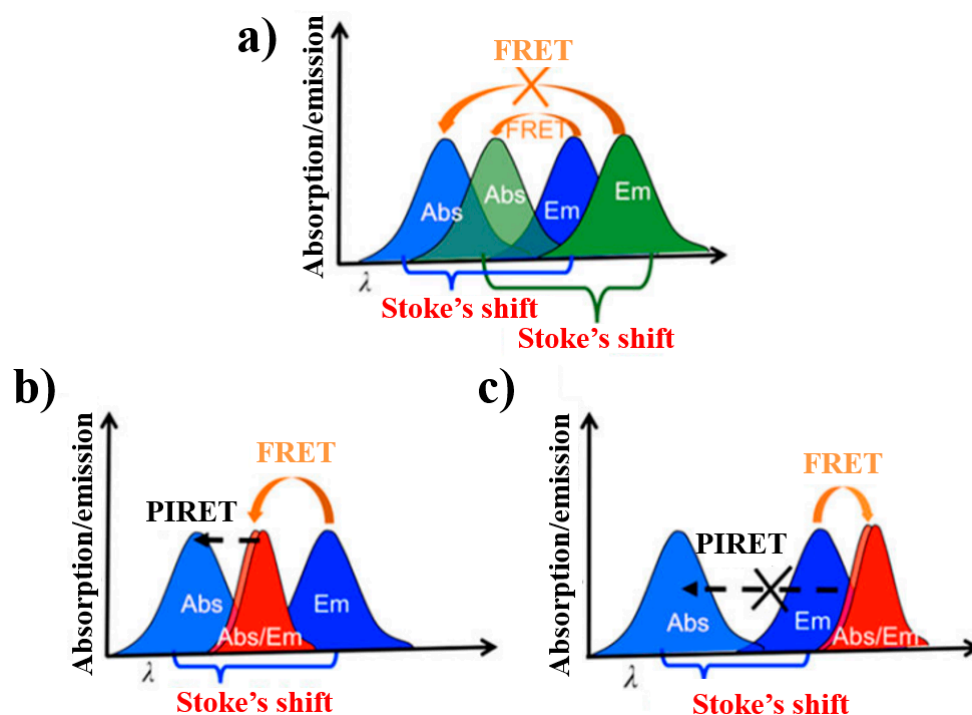 a)
FRET
FRET
Absorption/emission
Abs
Abs
Em
Em
λ
Stoke's shift
Stoke's shift
b)
Absorption/emission
FRET
PIRET
Abs
Abs/Em
Em
λ
Stoke's shift
c)
Absorption/emission
FRET
PIRET
Abs
Em
Abs/Em
λ
Stoke's shift